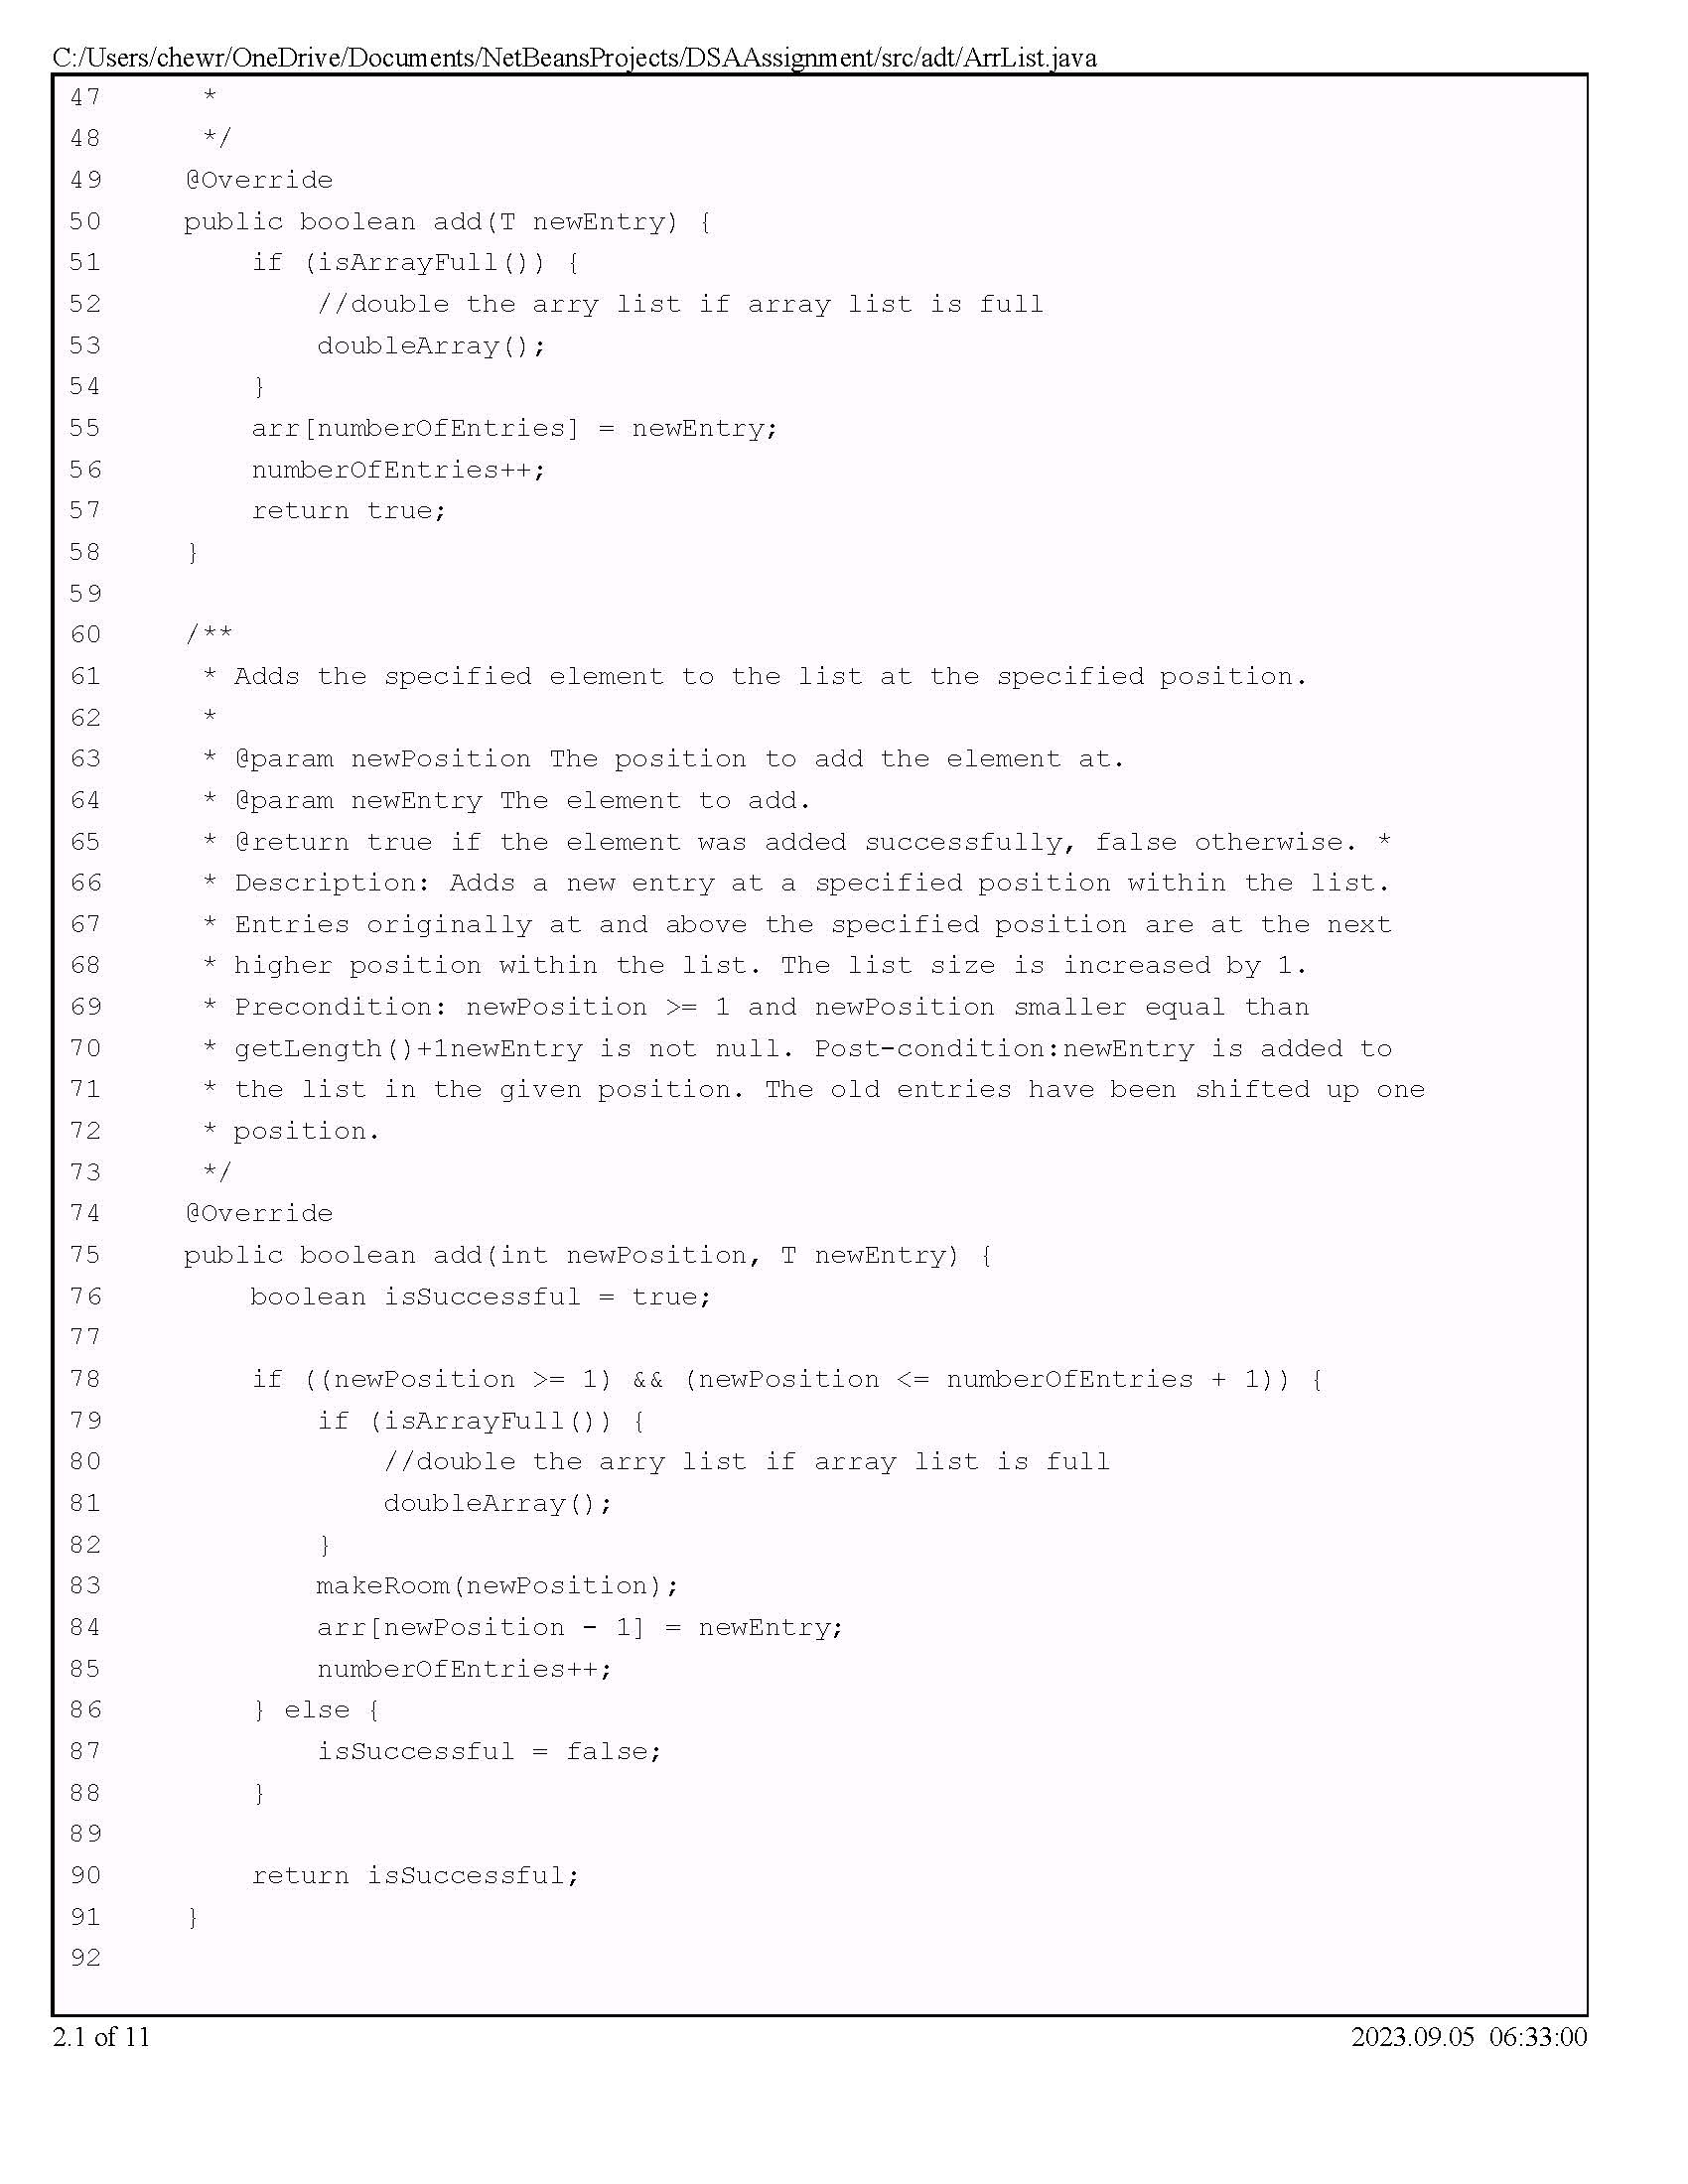 C:/Users/chewr/OneDrive/Documents/NetBeansProjects/DSAAssignment/src/adt/ArrList.java
47      *
48      */
49     @Override
50     public boolean add(T newEntry) {
51         if (isArrayFull()) {
52             //double the arry list if array list is full
53             doubleArray();
54         }
55         arr[numberOfEntries] = newEntry;
56         numberOfEntries++;
57         return true;
58     }
59
60     /**
61      * Adds the specified element to the list at the specified position.
62      *
63      * @param newPosition The position to add the element at.
64      * @param newEntry The element to add.
65      * @return true if the element was added successfully, false otherwise. *
66      * Description: Adds a new entry at a specified position within the list.
67      * Entries originally at and above the specified position are at the next
68      * higher position within the list. The list size is increased by 1.
69      * Precondition: newPosition >= 1 and newPosition smaller equal than
70      * getLength()+1newEntry is not null. Post-condition:newEntry is added to
71      * the list in the given position. The old entries have been shifted up one
72      * position.
73      */
74     @Override
75     public boolean add(int newPosition, T newEntry) {
76         boolean isSuccessful = true;
77
78         if ((newPosition >= 1) && (newPosition <= numberOfEntries + 1)) {
79             if (isArrayFull()) {
80                 //double the arry list if array list is full
81                 doubleArray();
82             }
83             makeRoom(newPosition);
84             arr[newPosition - 1] = newEntry;
85             numberOfEntries++;
86         } else {
87             isSuccessful = false;
88         }
89
90         return isSuccessful;
91     }
92
2.1 of 11
2023.09.05 06:33:00